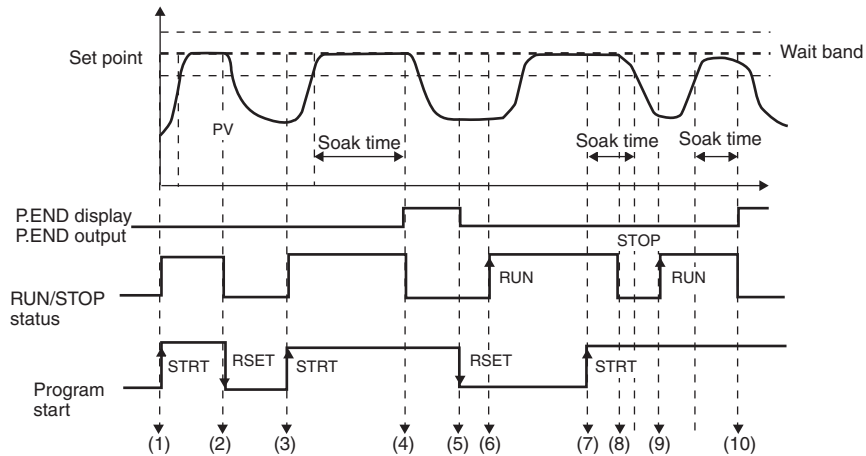 Set point
Wait band
PV
Soak time
Soak time
Soak time
P.END display
P.END output
STOP
RUN
RUN
RUN/STOP
status
STRT
RSET
STRT
RSET
STRT
Program
start
(1)
(2)
(3)
(4)
(5)
(6)
(7)
(8)
(9)
(10)